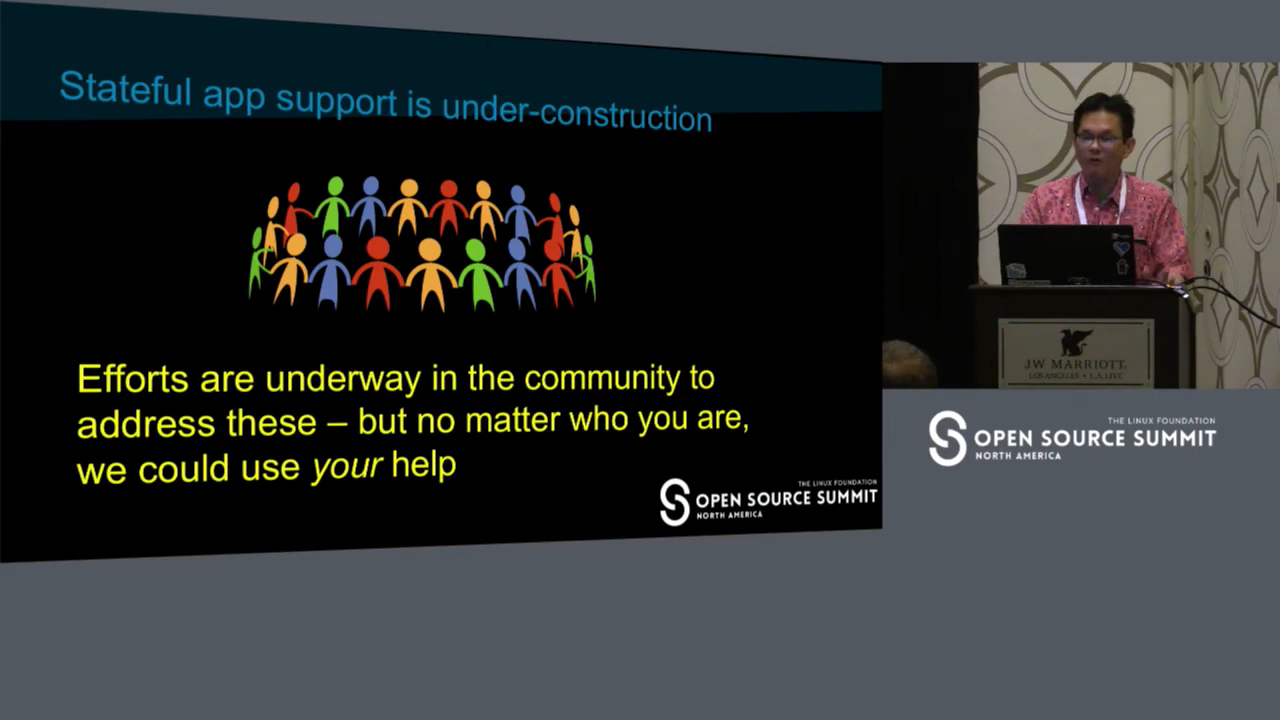 Stateful app support is under-construction
Efforts are underway in the community to
address these – but no matter who you are,
we could use your help
THE LINUX FOUNDATION
OPEN SOURCE SUMMIT
NORTH AMERICA
JW MARRIOTT
LOS ANGELES • L.A. LIVE
THE LINUX FOUNDATION
OPEN SOURCE SUMMIT
NORTH AMERICA